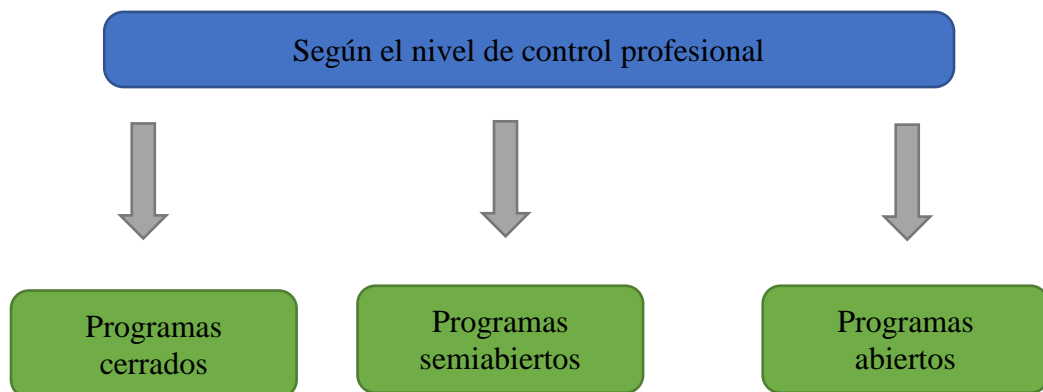 Según el nivel de control profesional
Programas
cerrados
Programas
semiabiertos
Programas
abiertos